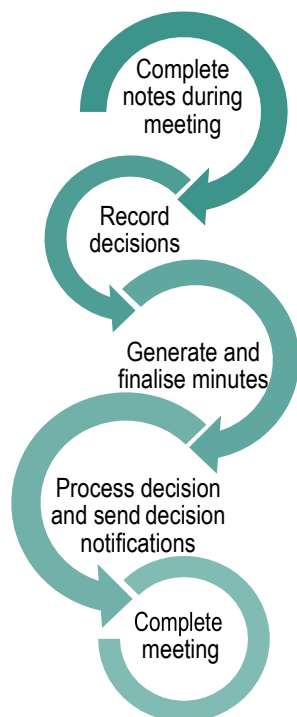 Complete
notes during
meeting
Record
decisions
Generate and
finalise minutes
Process decision
and send decision
notifications
Complete
meeting